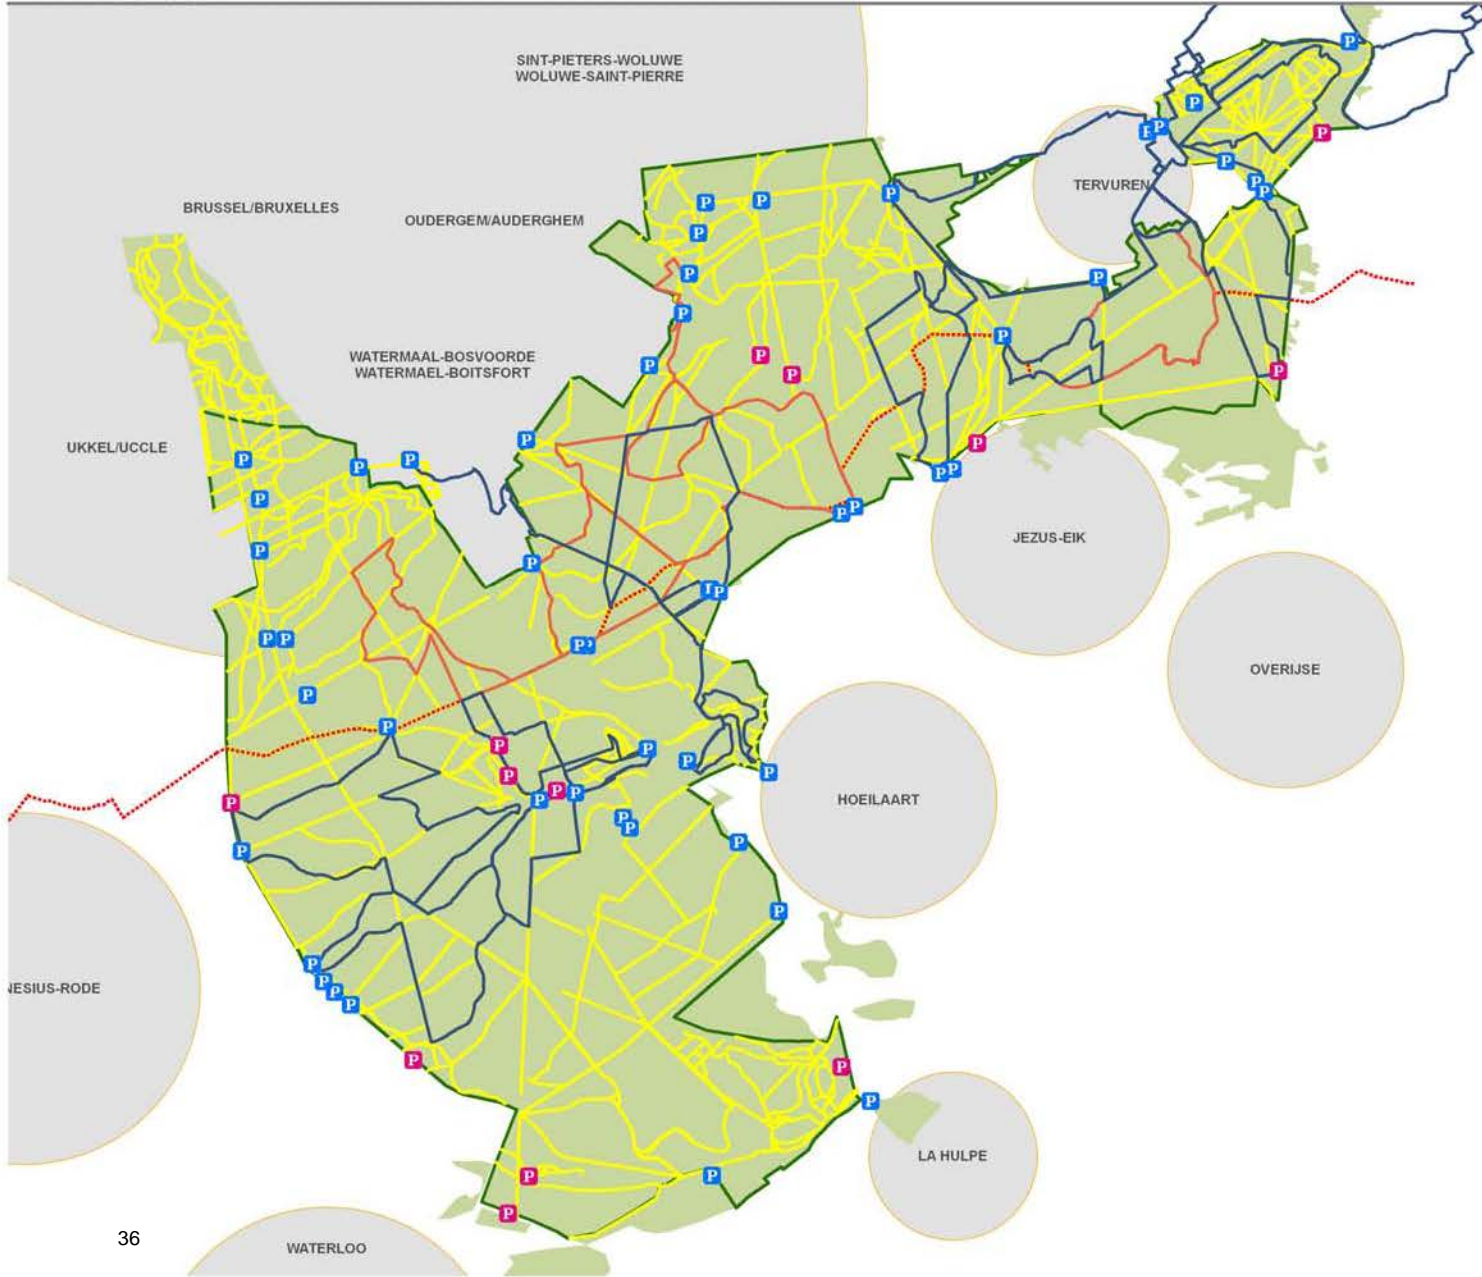 SINT-PIETERS-WOLUWE
WOLUWE-SAINT-PIERRE
P
P
P P
P
TERVUREN
P
P
P
P
P
P
BRUSSEL/BRUXELLES
OUDERGEM/AUDERGHEM
P
P
P
P
P
WATERMAAL-BOSVOORDE
WATERMAEL-BOITSFORT
P
P
P
P
P
UKKEL/UCCLE
P
P
P
P
P
P P
P
P P
P
P
JEZUS-EIK
P
P
P P
P P
OVERIJSE
P
P
P
P
P
P
P
HOEILAART
P
P
P
P
P
P
P
P
P
P
NESIUS-RODE
P
P
P
P
P
P
P
LA HULPE
P
P
P
36
WATERLOO